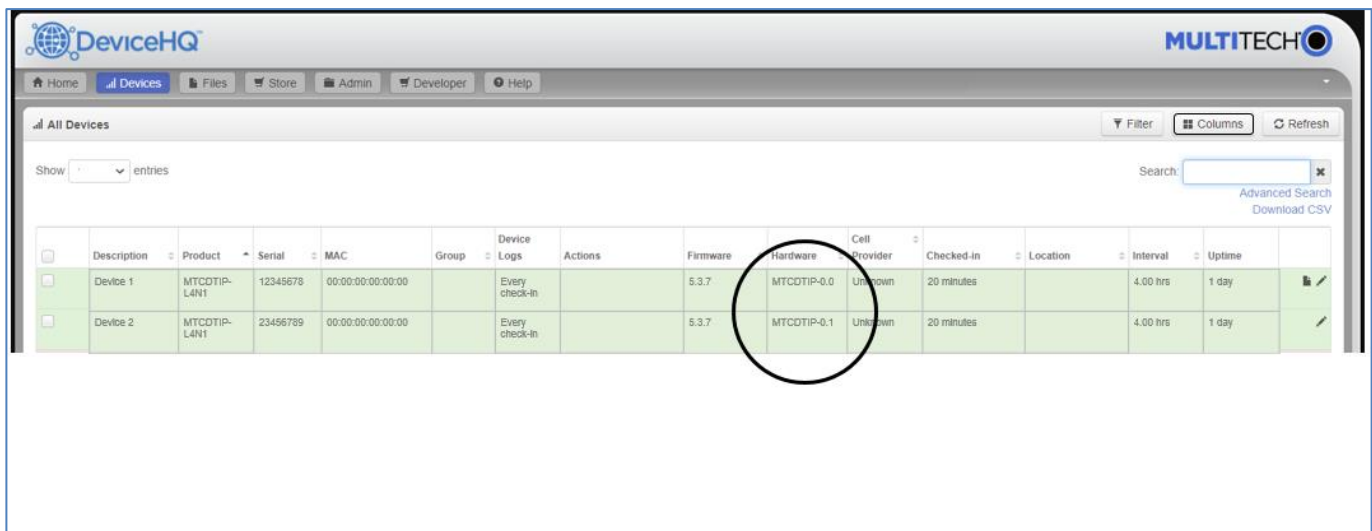 DeviceHQ™
MULTITECH
Home Devices Files Store Admin Developer Help
All Devices Filter Columns Refresh
Show entries Search:
Advanced Search
Download CSV
Description Product Serial MAC Group Device Logs Actions Firmware Hardware Cell Provider Checked-in Location Interval Uptime
Device 1 MTCDTIP-L4N1 12345678 00:00:00:00:00:00 Every check-in 5.3.7 MTCDTIP-0.0 Unknown 20 minutes 4.00 hrs 1 day
Device 2 MTCDTIP-L4N1 23456789 00:00:00:00:00:00 Every check-in 5.3.7 MTCDTIP-0.1 Unknown 20 minutes 4.00 hrs 1 day